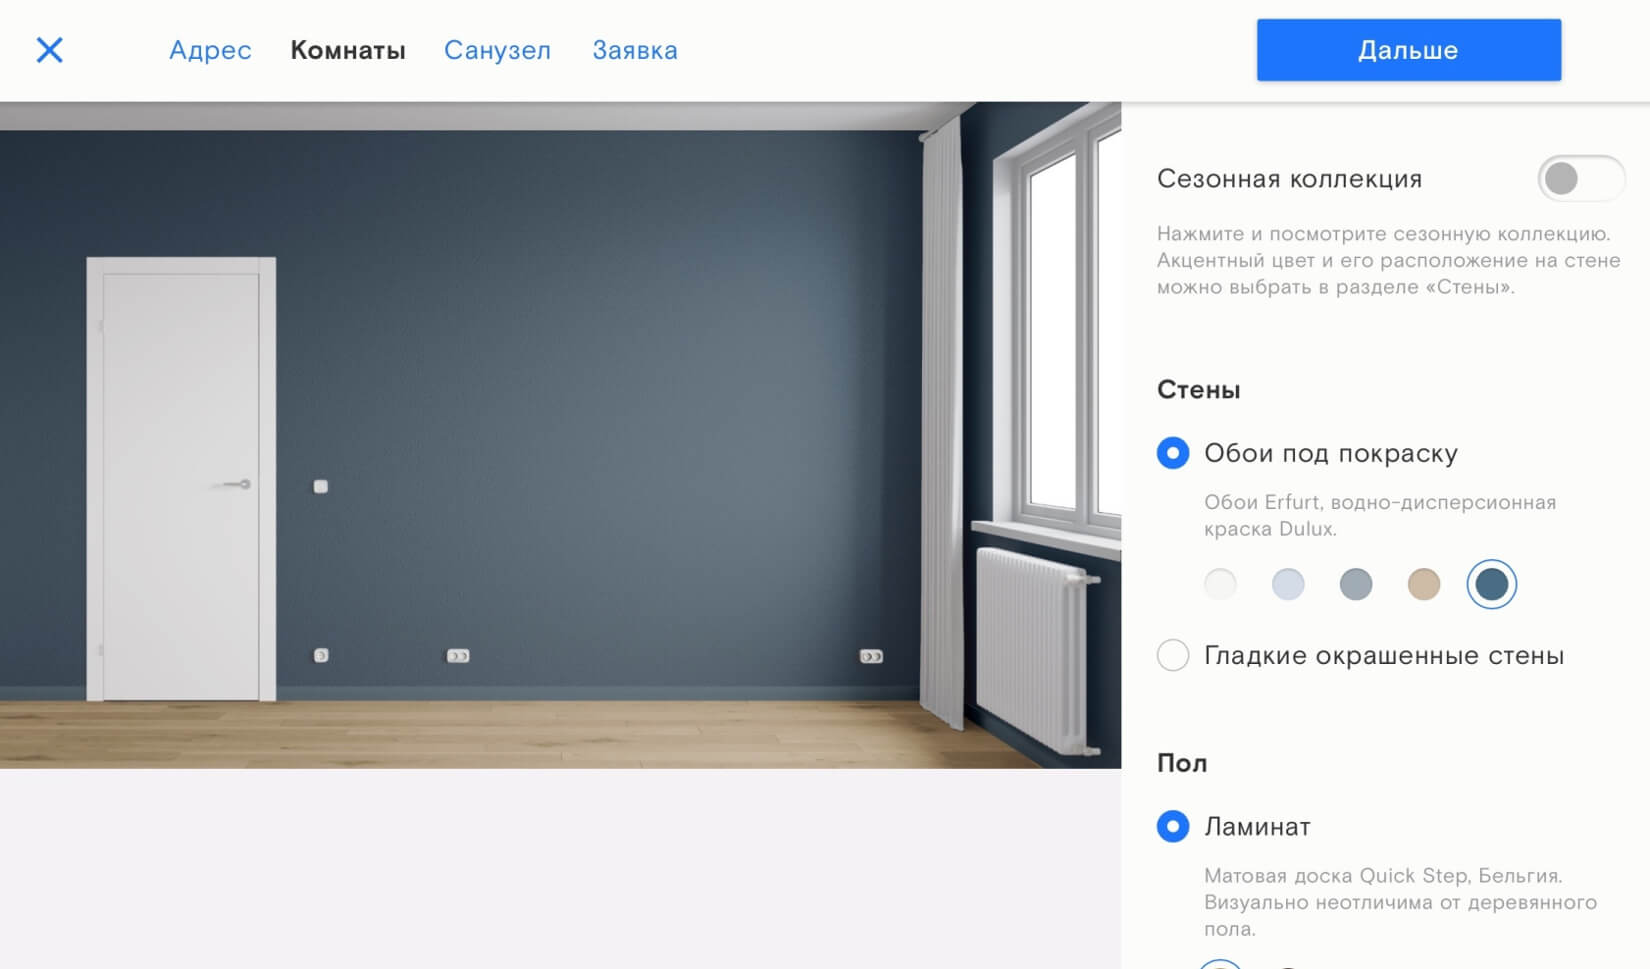 Адрес Комнаты Санузел Заявка Дальше
Сезонная коллекция
Нажмите и посмотрите сезонную коллекцию.
Акцентный цвет и его расположение на стене
можно выбрать в разделе «Стены».
Стены
Обои под покраску
Обои Erfurt, водно-дисперсионная
краска Dulux.
Гладкие окрашенные стены
Пол
Ламинат
Матовая доска Quick Step, Бельгия.
Визуально неотличима от деревянного
пола.